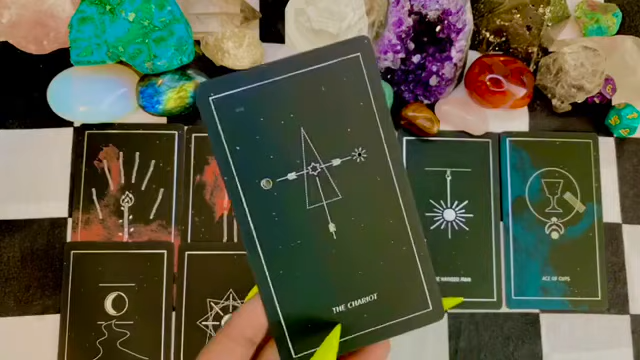 THE CHARIOT
THE HANGED MAN
ACE OF CUPS